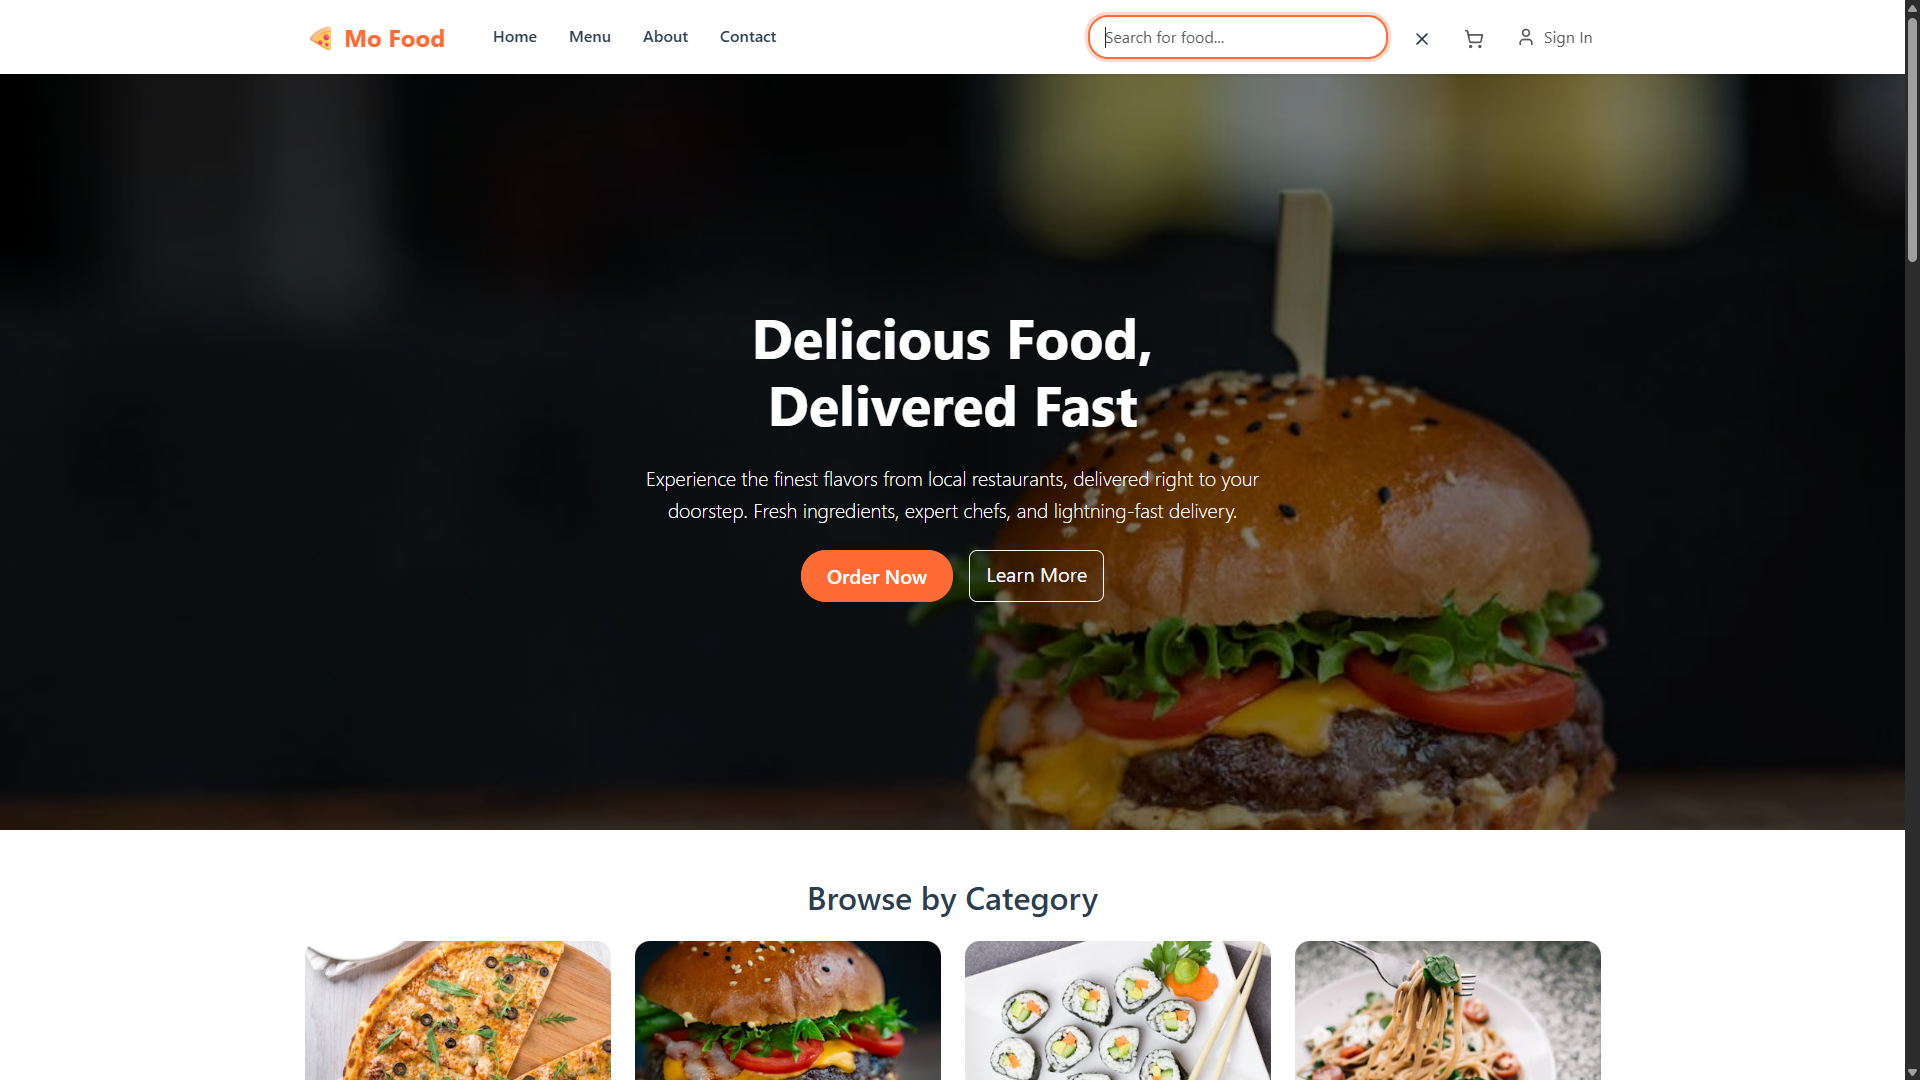 Mo Food
Home
Menu
About
Contact
Search for food...
Sign In
Delicious Food,
Delivered Fast
Experience the finest flavors from local restaurants, delivered right to your
doorstep. Fresh ingredients, expert chefs, and lightning-fast delivery.
Order Now
Learn More
Browse by Category